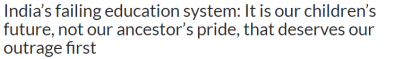 India’s failing education system: It is our children’s
future, not our ancestor’s pride, that deserves our
outrage first